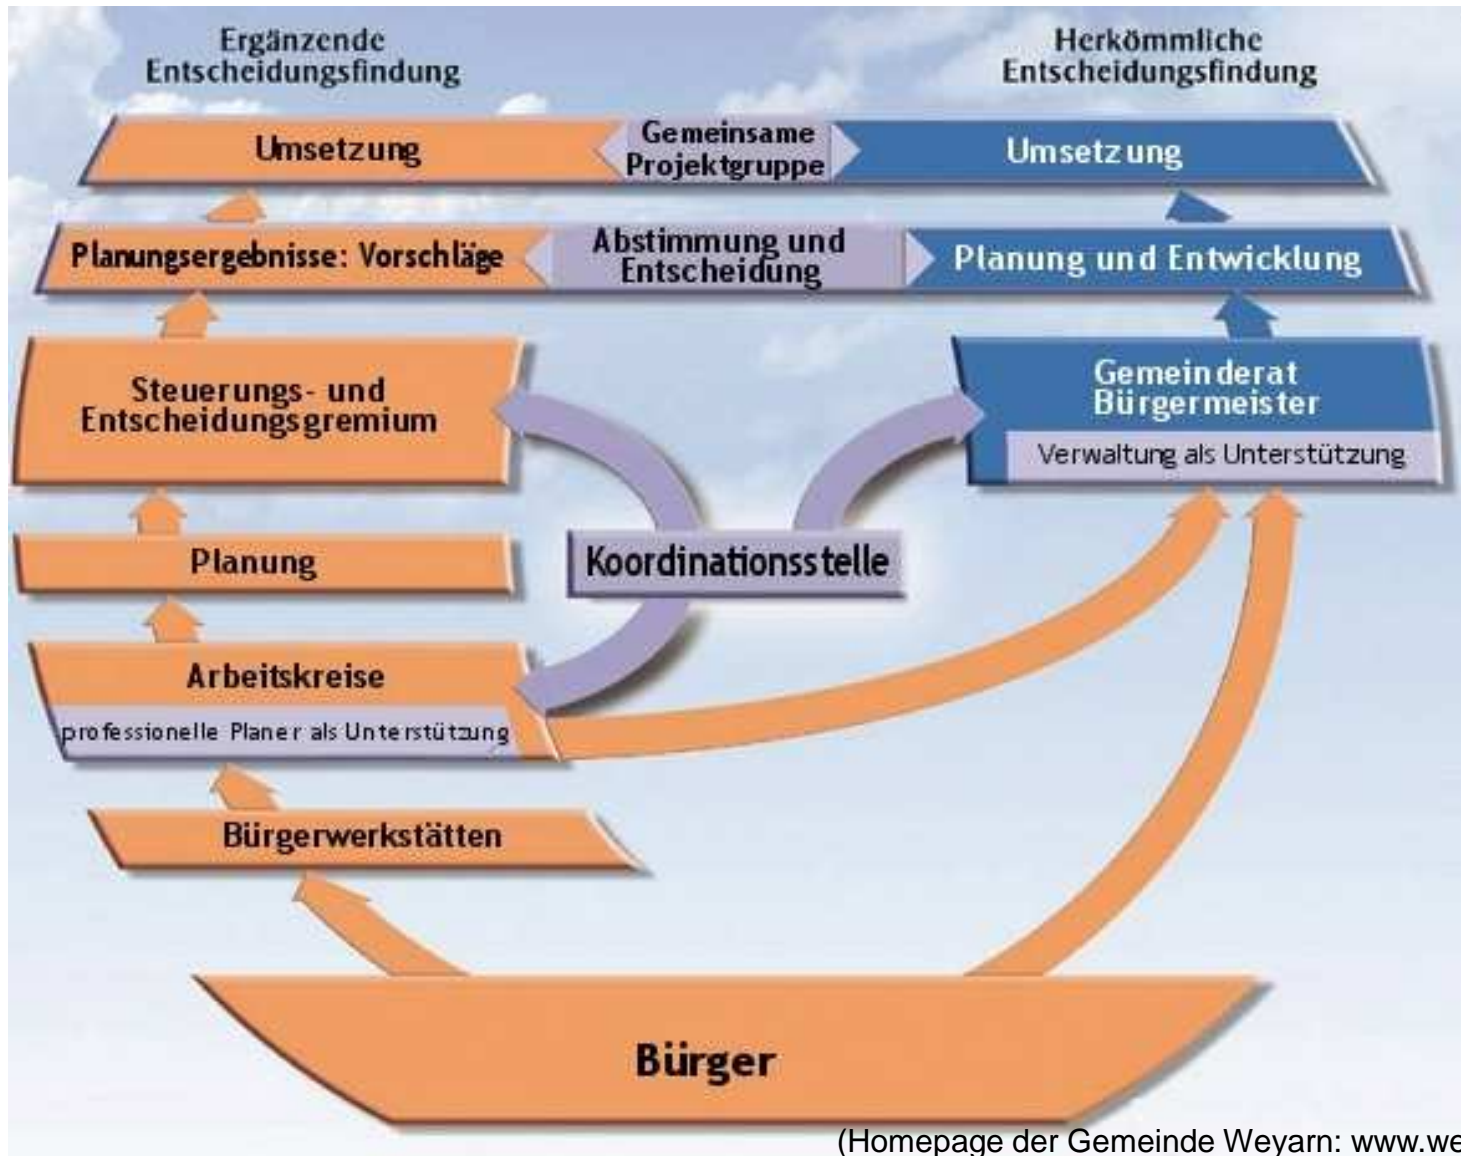 Ergänzende
Entscheidungsfindung
Herkömmliche
Entscheidungsfindung
Umsetzung
Gemeinsame
Projektgruppe
Umsetzung
Planungsergebnisse: Vorschläge
Abstimmung und
Entscheidung
Planung und Entwicklung
Steuerungs- und
Entscheidungsgremium
Gemeinderat
Bürgermeister
Verwaltung als Unterstützung
Planung
Koordinationsstelle
Arbeitskreise
professionelle Planer als Unterstützung
Bürgerwerkstätten
Bürger
(Homepage der Gemeinde Weyarn: